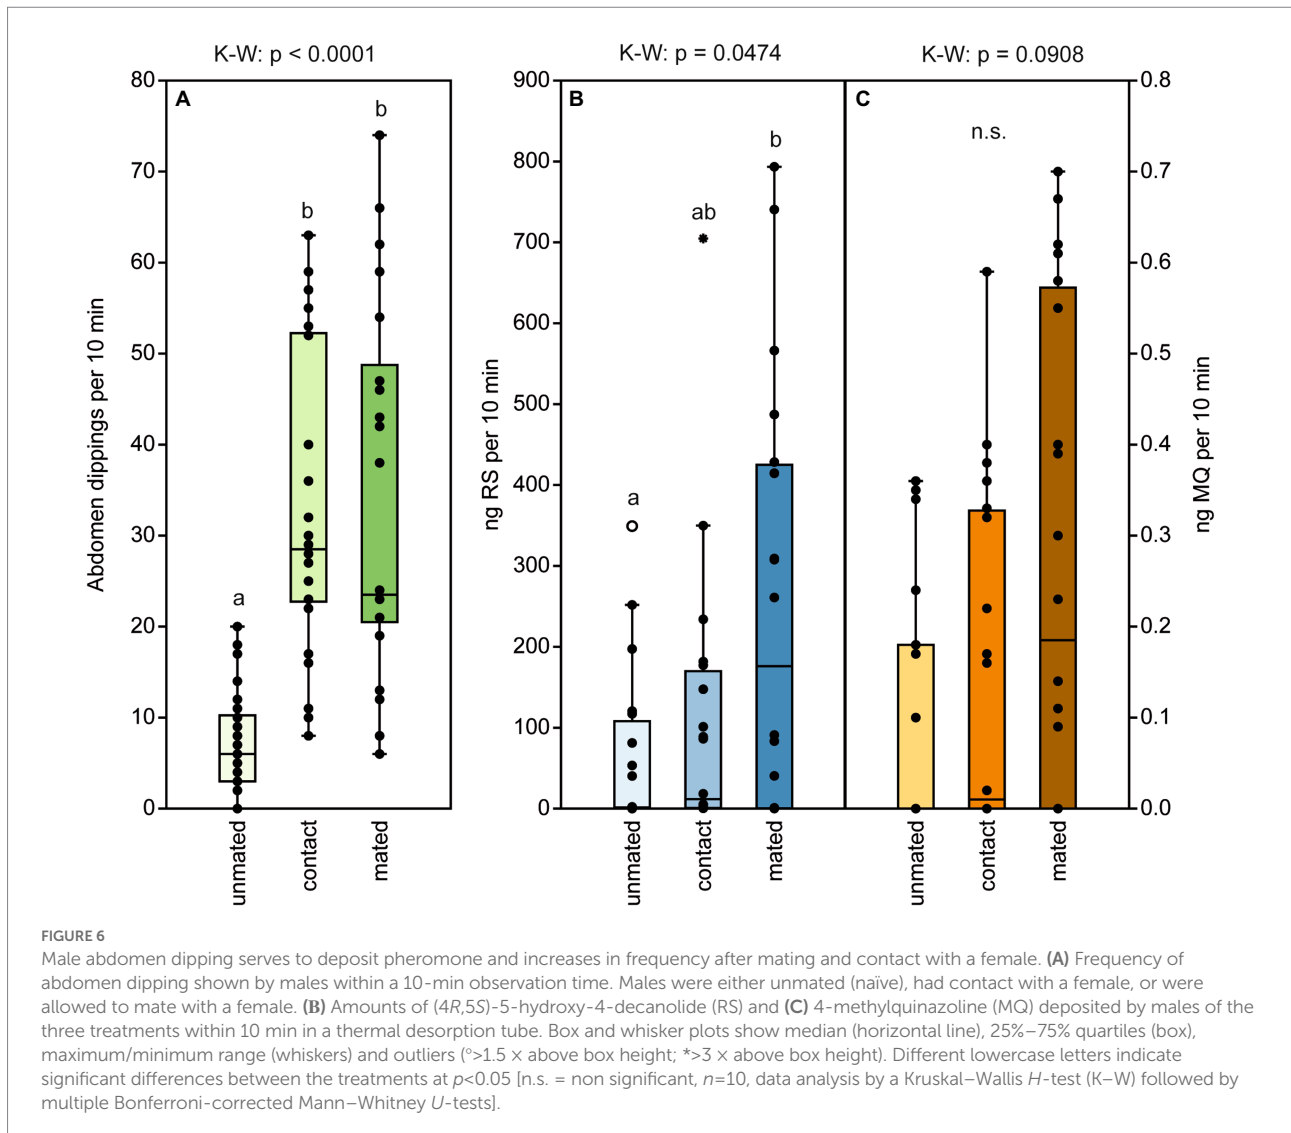 K-W: p < 0.0001
K-W: p = 0.0474
K-W: p = 0.0908
A
B
C
80
70
60
50
40
30
20
10
0
Abdomen dippings per 10 min
a
b
b
unmated
contact
mated
900
800
700
600
500
400
300
200
100
0
ng RS per 10 min
a
ab
b
unmated
contact
mated
n.s.
0.8
0.7
0.6
0.5
0.4
0.3
0.2
0.1
0.0
ng MQ per 10 min
unmated
contact
mated
FIGURE 6
Male abdomen dipping serves to deposit pheromone and increases in frequency after mating and contact with a female. (A) Frequency of
abdomen dipping shown by males within a 10-min observation time. Males were either unmated (naïve), had contact with a female, or were
allowed to mate with a female. (B) Amounts of (4R,5S)-5-hydroxy-4-decanolide (RS) and (C) 4-methylquinazoline (MQ) deposited by males of the
three treatments within 10 min in a thermal desorption tube. Box and whisker plots show median (horizontal line), 25%–75% quartiles (box),
maximum/minimum range (whiskers) and outliers (°>1.5 × above box height; *>3 × above box height). Different lowercase letters indicate
significant differences between the treatments at p<0.05 [n.s. = non significant, n=10, data analysis by a Kruskal–Wallis H-test (K–W) followed by
multiple Bonferroni-corrected Mann–Whitney U-tests].